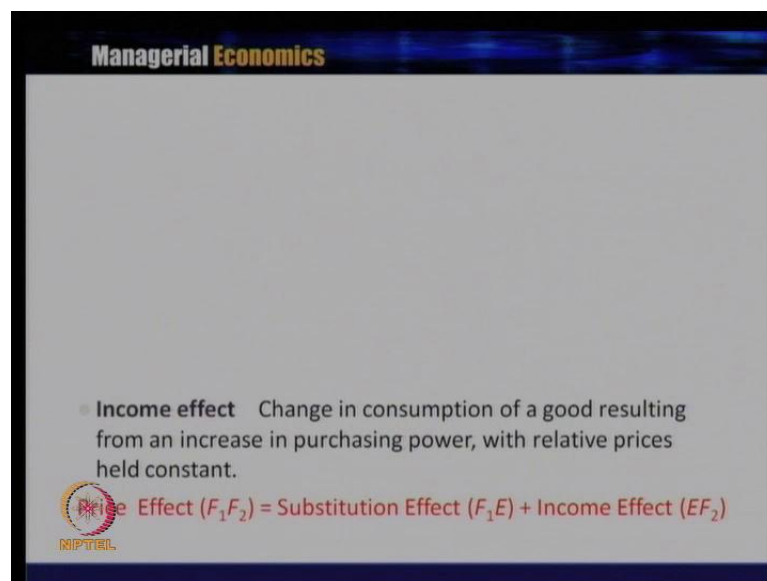 Managerial Economics
Income effect Change in consumption of a good resulting
from an increase in purchasing power, with relative prices
held constant.
Price Effect (F₁F₂) = Substitution Effect (F₁E) + Income Effect (EF₂)
NPTEL